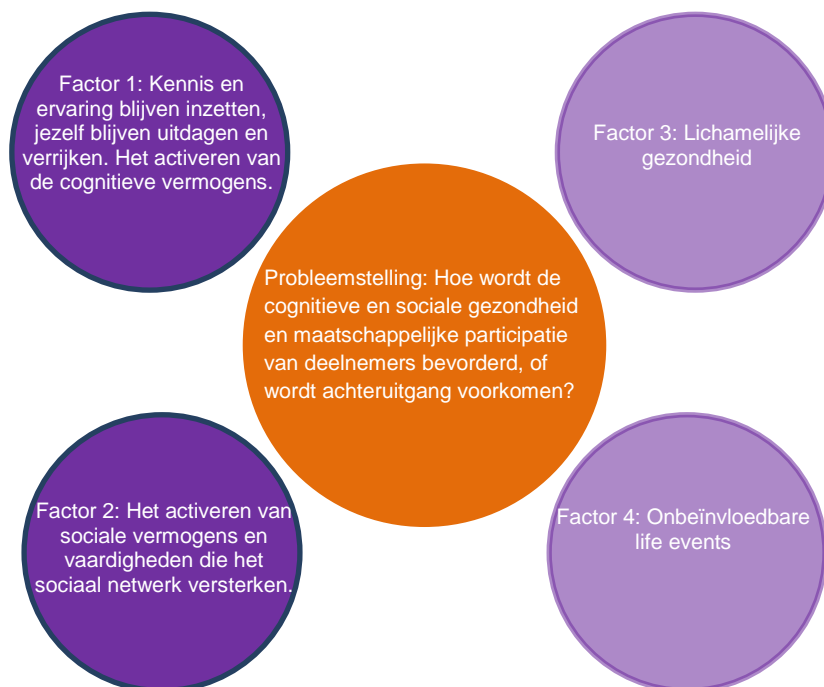 Factor 1: Kennis en
ervaring blijven inzetten,
jezelf blijven uitdagen en
verrijken. Het activeren van
de cognitieve vermogens.
Factor 3: Lichamelijke
gezondheid
Probleemstelling: Hoe wordt de
cognitieve en sociale gezondheid
en maatschappelijke participatie
van deelnemers bevorderd, of
wordt achteruitgang voorkomen?
Factor 2: Het activeren van
sociale vermogens en
vaardigheden die het
sociaal netwerk versterken.
Factor 4: Onbeïnvloedbare
life events